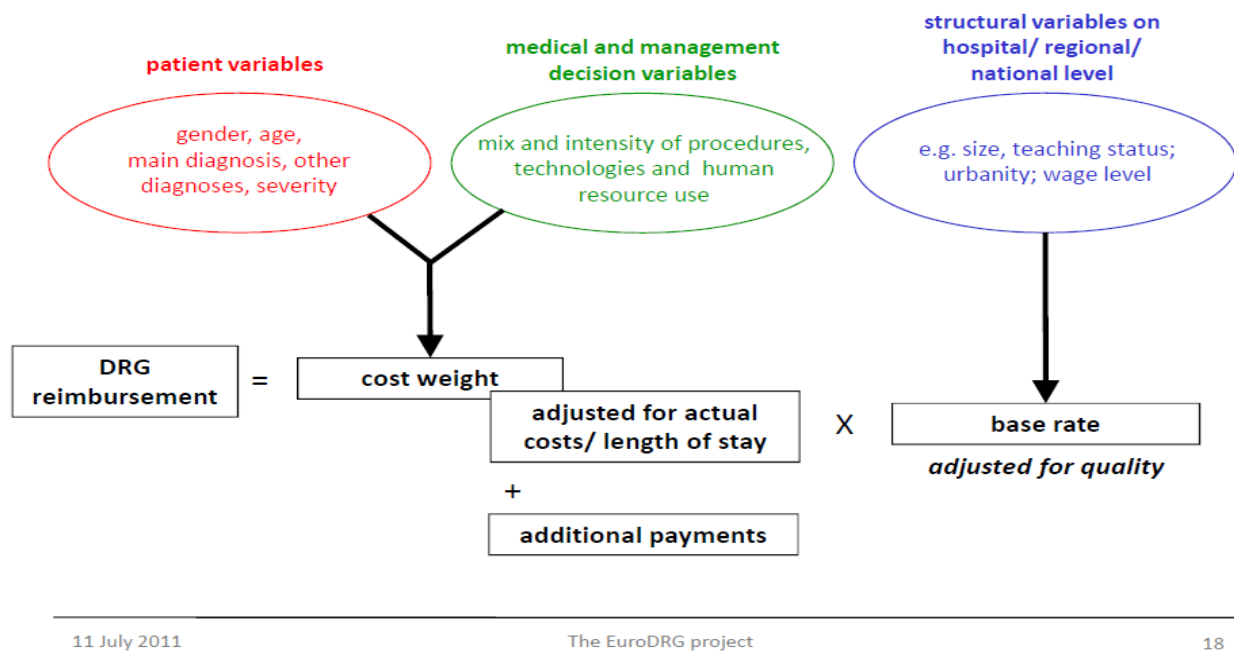 patient variables
gender, age,
main diagnosis, other
diagnoses, severity
medical and management
decision variables
mix and intensity of procedures,
technologies and human
resource use
structural variables on
hospital/ regional/
national level
e.g. size, teaching status;
urbanity; wage level
DRG
reimbursement
=
cost weight
adjusted for actual
costs/ length of stay
X
base rate
adjusted for quality
+
additional payments
11 July 2011
The EuroDRG project
18